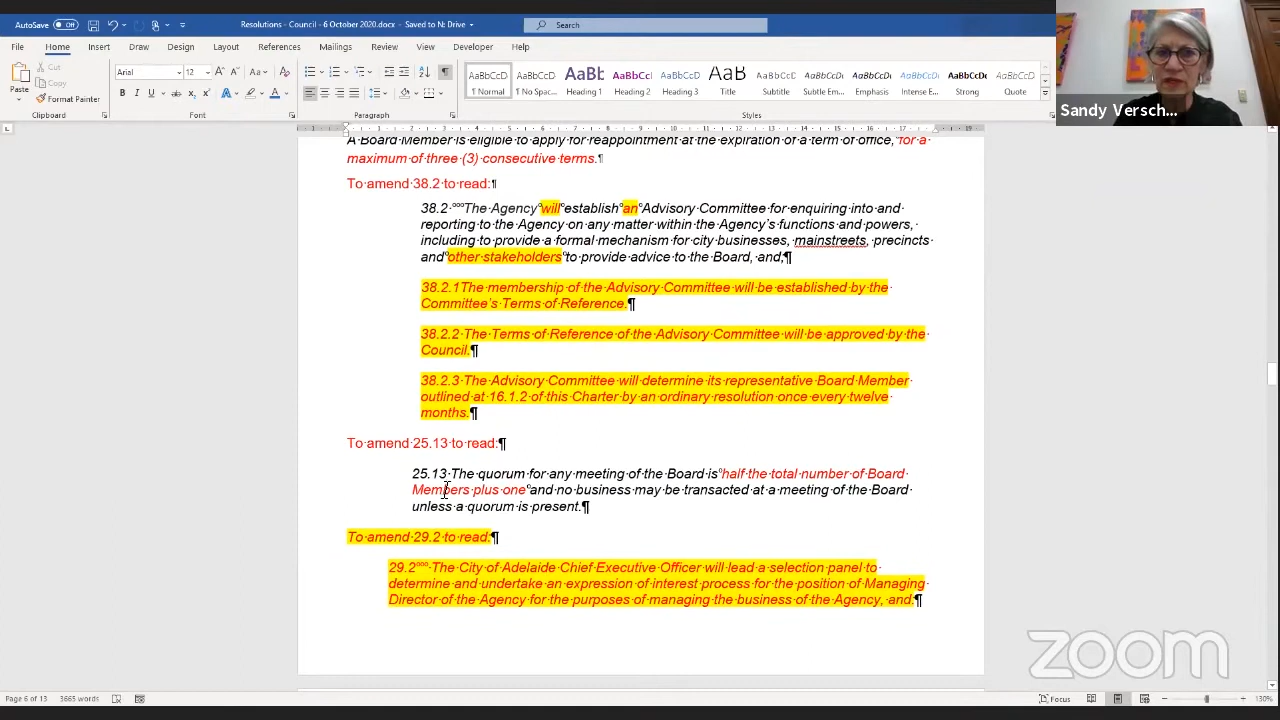 AutoSave Off
Resolutions - Council - 6 October 2020.docx - Saved to N: Drive
Search
File Home Insert Draw Design Layout References Mailings Review View Developer Help
Paste
Cut
Copy
Format Painter
Clipboard
Arial 12
Font
Paragraph
AaBbCcD AaBbCcD AaBbC AaBbCc AaBbCc AaB AaBbCcD AaBbCcD AaBbCcD AaBbCcD AaBbCcD AaBbCcD
¶ Normal ¶ No Spac... Heading 1 Heading 2 Heading 3 Title Subtitle Subtle Em... Emphasis Intense E... Strong Quote
Styles
Sandy Versch...
A Board Member is eligible to apply for reappointment at the expiration of a term of office, for a
maximum of three (3) consecutive terms.¶
To amend 38.2 to read:¶
38.2 The Agency will establish an Advisory Committee for enquiring into and
reporting to the Agency on any matter within the Agency's functions and powers,
including to provide a formal mechanism for city businesses, mainstreets, precincts
and other stakeholders to provide advice to the Board, and;¶
38.2.1The membership of the Advisory Committee will be established by the
Committee's Terms of Reference.¶
38.2.2 The Terms of Reference of the Advisory Committee will be approved by the
Council.¶
38.2.3 The Advisory Committee will determine its representative Board Member
outlined at 16.1.2 of this Charter by an ordinary resolution once every twelve
months.¶
To amend 25.13 to read:¶
25.13 The quorum for any meeting of the Board is half the total number of Board
Members plus one and no business may be transacted at a meeting of the Board
unless a quorum is present.¶
To amend 29.2 to read:¶
29.2 The City of Adelaide Chief Executive Officer will lead a selection panel to
determine and undertake an expression of interest process for the position of Managing
Director of the Agency for the purposes of managing the business of the Agency, and:¶
zoom
Page 6 of 13 3665 words
Focus
130%